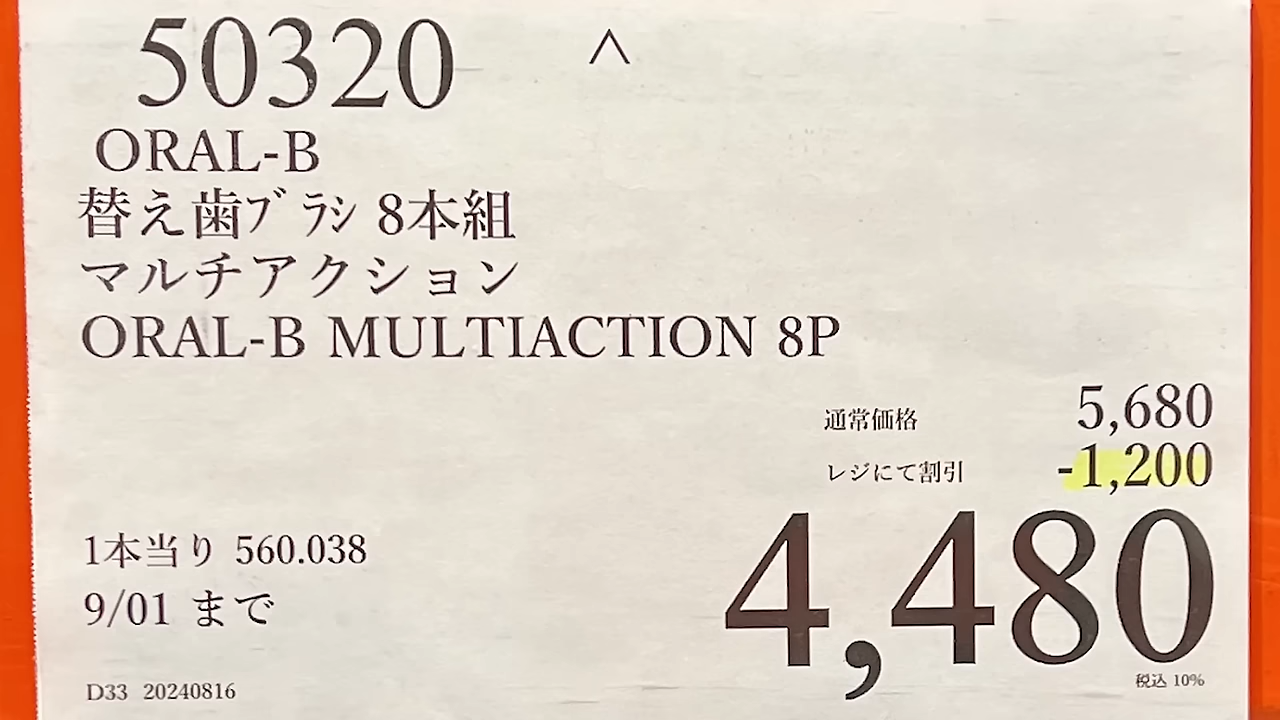 50320 ^
ORAL-B
替え歯ﾌﾞﾗｼ 8本組
マルチアクション
ORAL-B MULTIACTION 8P
通常価格 5,680
レジにて割引 -1,200
4,480
1本当り 560.038
9/01 まで
税込 10%
D33 20240816